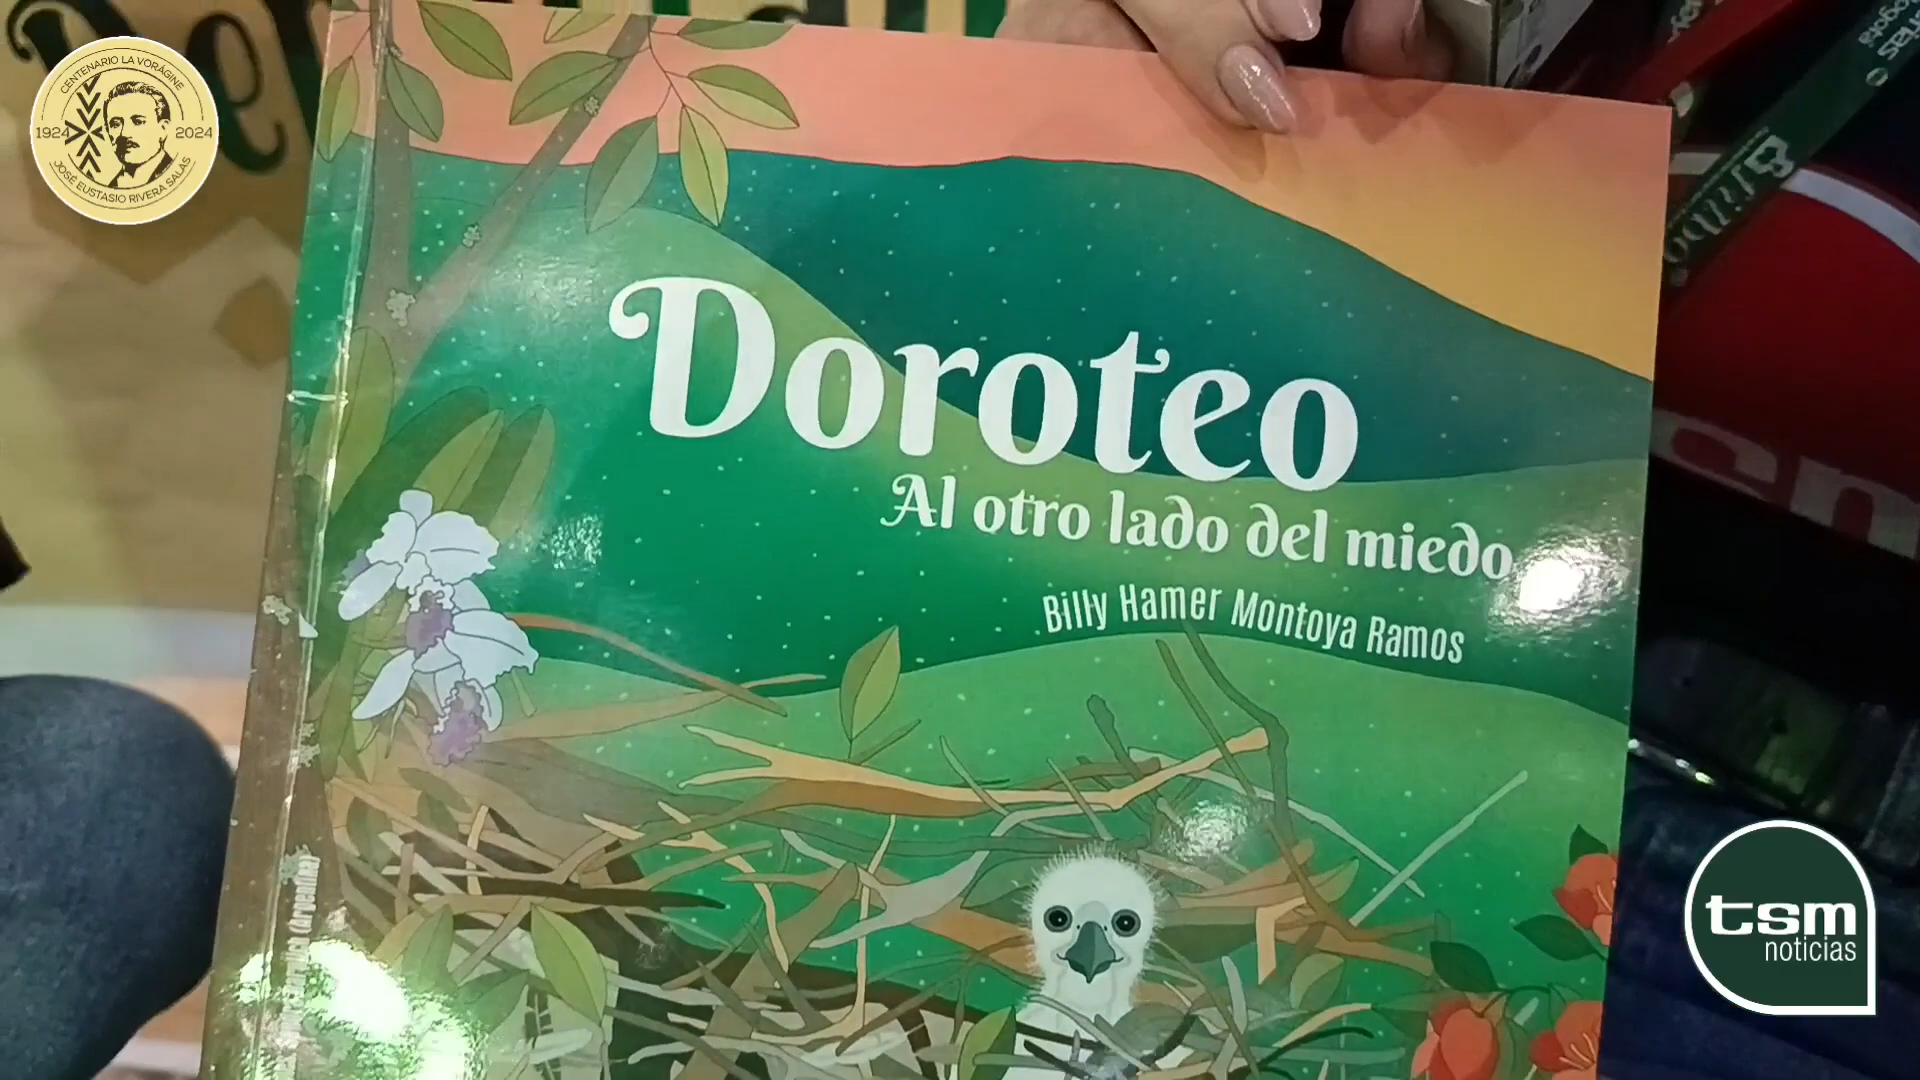 CENTENARIO LA VORÁGINE
1924 2024
JOSÉ EUSTASIO RIVERA SALAS
Doroteo
Al otro lado del miedo
Billy Hamer Montoya Ramos
tsm
noticias